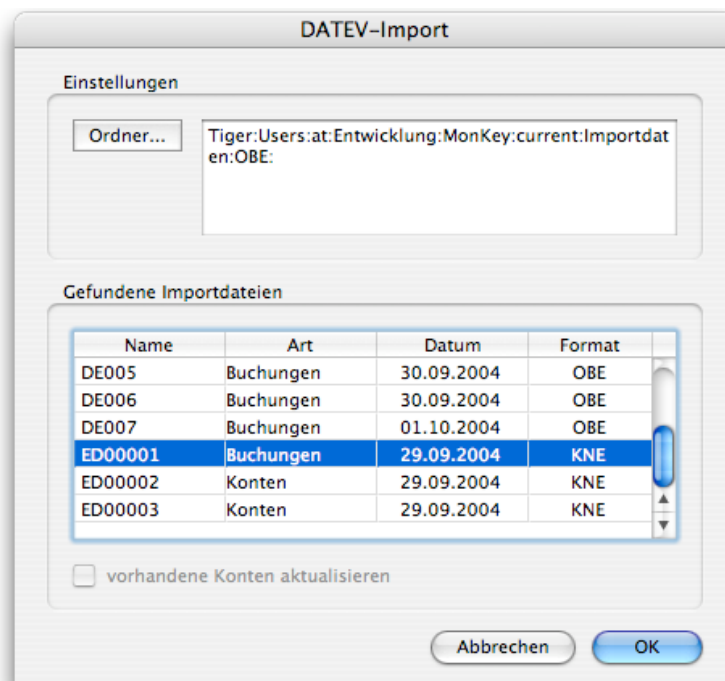 DATEV-Import
Einstellungen
Ordner...
Tiger:Users:at:Entwicklung:MonKey:current:Importdat
en:OBE:
Gefundene Importdateien
Name Art Datum Format
DE005 Buchungen 30.09.2004 OBE
DE006 Buchungen 30.09.2004 OBE
DE007 Buchungen 01.10.2004 OBE
ED00001 Buchungen 29.09.2004 KNE
ED00002 Konten 29.09.2004 KNE
ED00003 Konten 29.09.2004 KNE
vorhandene Konten aktualisieren
Abbrechen OK